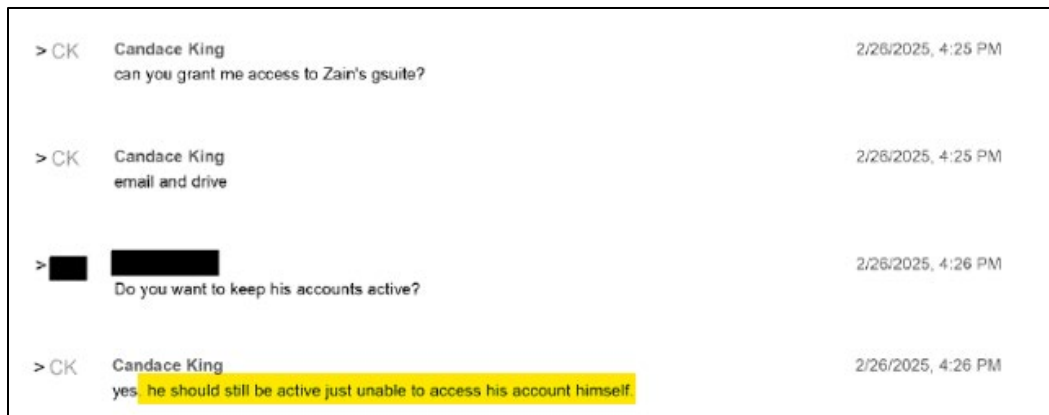 > CK Candace King 2/26/2025, 4:25 PM
can you grant me access to Zain's gsuite?
> CK Candace King 2/26/2025, 4:25 PM
email and drive
> 2/26/2025, 4:26 PM
Do you want to keep his accounts active?
> CK Candace King 2/26/2025, 4:26 PM
yes. he should still be active just unable to access his account himself.